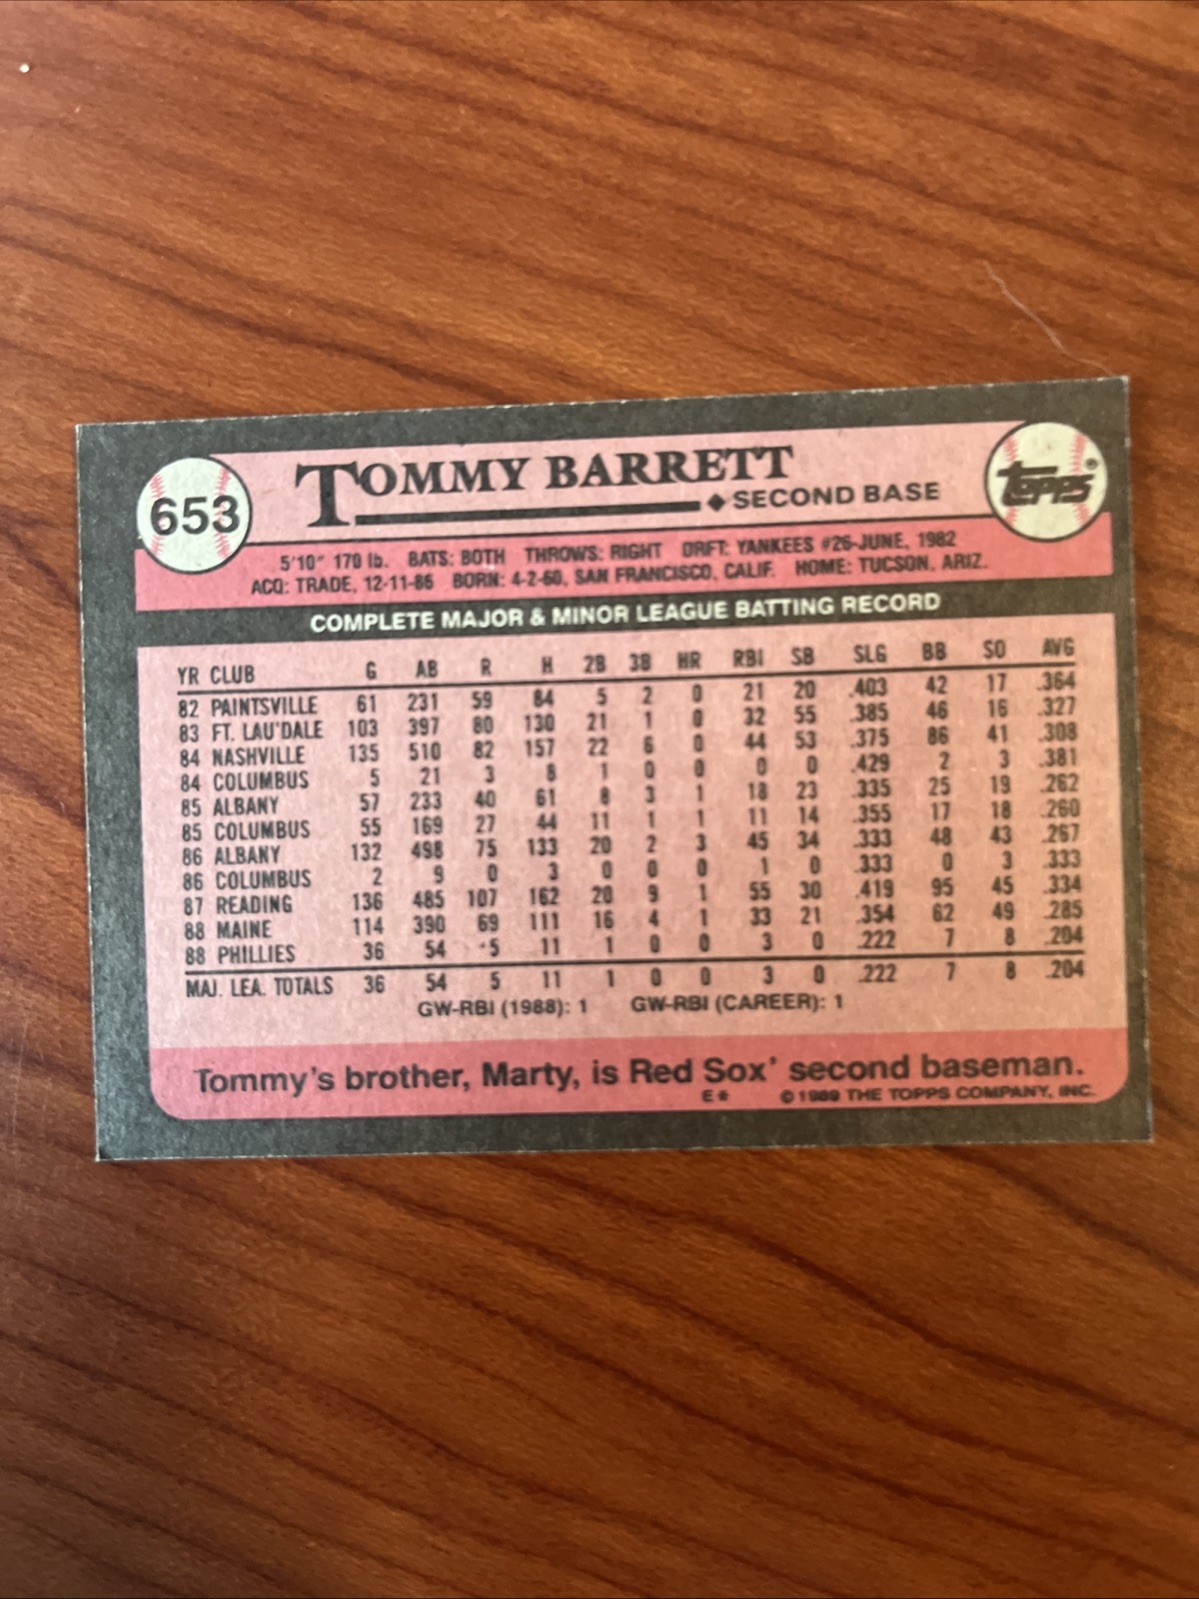 653
TOMMY BARRETT
topps®
◆SECOND BASE
5'10" 170 lb. BATS: BOTH THROWS: RIGHT DRFT: YANKEES #26-JUNE, 1982
ACQ: TRADE, 12-11-86 BORN: 4-2-60, SAN FRANCISCO, CALIF. HOME: TUCSON, ARIZ.
COMPLETE MAJOR & MINOR LEAGUE BATTING RECORD
YR CLUB G AB R H 2B 3B HR RBI SB SLG BB SO AVG
82 PAINTSVILLE 61 231 59 84 5 2 0 21 20 .403 42 17 .364
83 FT. LAU'DALE 103 397 80 130 21 1 0 32 55 .385 46 16 .327
84 NASHVILLE 135 510 82 157 22 6 0 44 53 .375 86 41 .308
84 COLUMBUS 5 21 3 8 1 0 0 0 0 .429 2 3 .381
85 ALBANY 57 233 40 61 8 3 1 18 23 .335 25 19 .262
85 COLUMBUS 55 169 27 44 11 1 1 11 14 .355 17 18 .260
86 ALBANY 132 498 75 133 20 2 3 45 34 .333 48 43 .267
86 COLUMBUS 2 9 0 3 0 0 0 1 0 .333 0 3 .333
87 READING 136 485 107 162 20 9 1 55 30 .419 95 45 .334
88 MAINE 114 390 69 111 16 4 1 33 21 .354 62 49 .285
88 PHILLIES 36 54 5 11 1 0 0 3 0 .222 7 8 .204
MAJ. LEA. TOTALS 36 54 5 11 1 0 0 3 0 .222 7 8 .204
GW-RBI (1988): 1 GW-RBI (CAREER): 1
Tommy's brother, Marty, is Red Sox' second baseman.
E* © 1989 THE TOPPS COMPANY, INC.